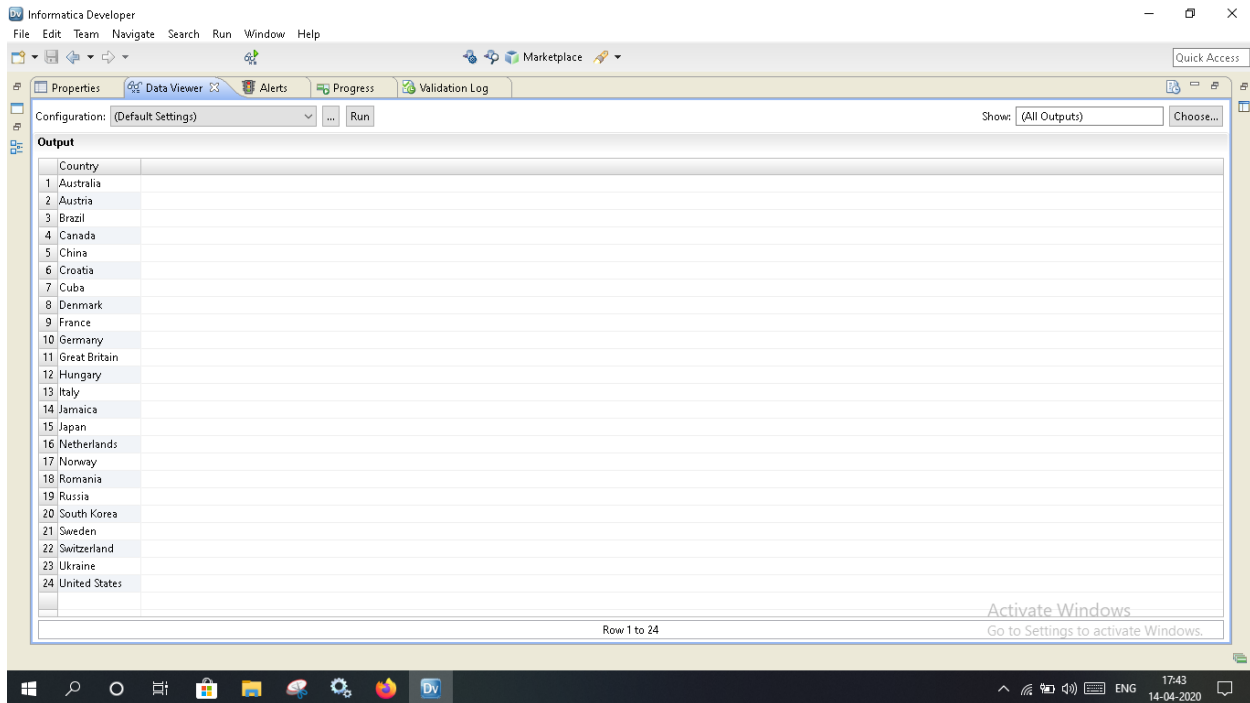 Dv Informatica Developer
File Edit Team Navigate Search Run Window Help
Marketplace
Quick Access
Properties Data Viewer Alerts Progress Validation Log
Configuration: (Default Settings) ... Run Show: (All Outputs) Choose...
Output
Country
1 Australia
2 Austria
3 Brazil
4 Canada
5 China
6 Croatia
7 Cuba
8 Denmark
9 France
10 Germany
11 Great Britain
12 Hungary
13 Italy
14 Jamaica
15 Japan
16 Netherlands
17 Norway
18 Romania
19 Russia
20 South Korea
21 Sweden
22 Switzerland
23 Ukraine
24 United States
Activate Windows
Row 1 to 24 Go to Settings to activate Windows.
Dv ENG 17:43
14-04-2020